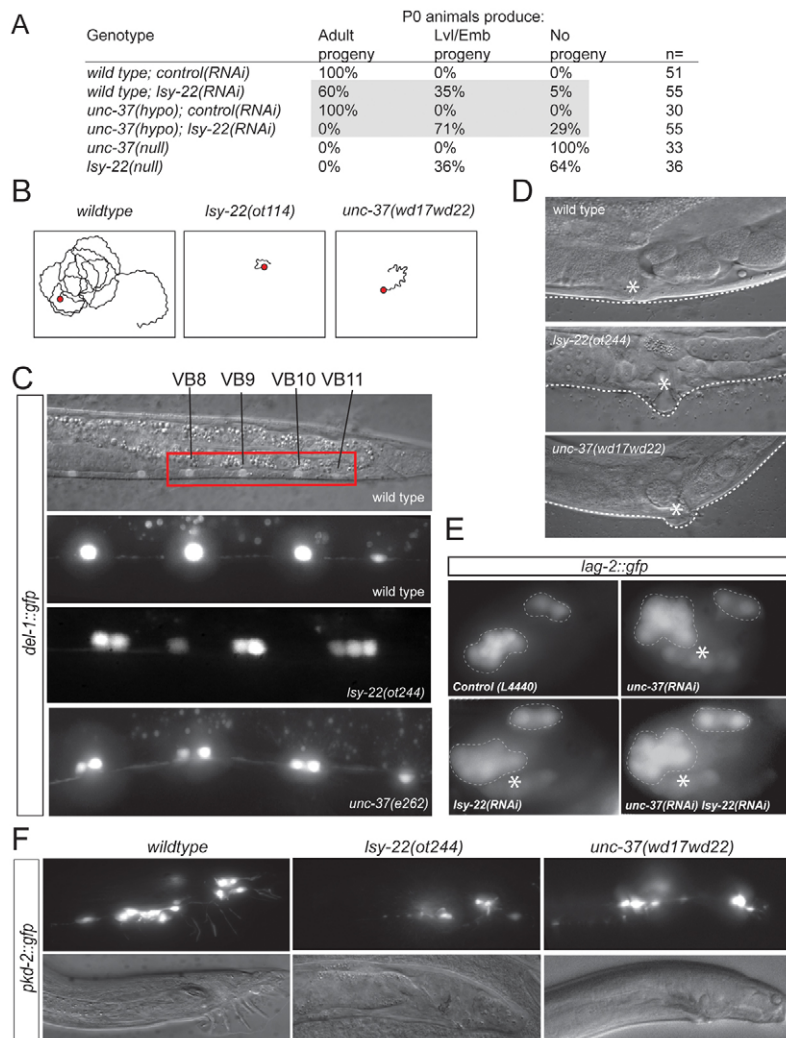 A
P0 animals produce:
Genotype Adult progeny Lvl/Emb progeny No progeny n=
wild type; control(RNAi) 100% 0% 0% 51
wild type; lsy-22(RNAi) 60% 35% 5% 55
unc-37(hypo); control(RNAi) 100% 0% 0% 30
unc-37(hypo); lsy-22(RNAi) 0% 71% 29% 55
unc-37(null) 0% 0% 100% 33
lsy-22(null) 0% 36% 64% 36
B
wildtype lsy-22(ot114) unc-37(wd17wd22)
C
VB8 VB9 VB10 VB11
del-1::gfp
wild type
wild type
lsy-22(ot244)
unc-37(e262)
D
wild type
*
lsy-22(ot244)
*
unc-37(wd17wd22)
*
E
lag-2::gfp
Control (L4440)
*
unc-37(RNAi)
*
lsy-22(RNAi)
*
unc-37(RNAi) lsy-22(RNAi)
F
wildtype lsy-22(ot244) unc-37(wd17wd22)
pkd-2::gfp